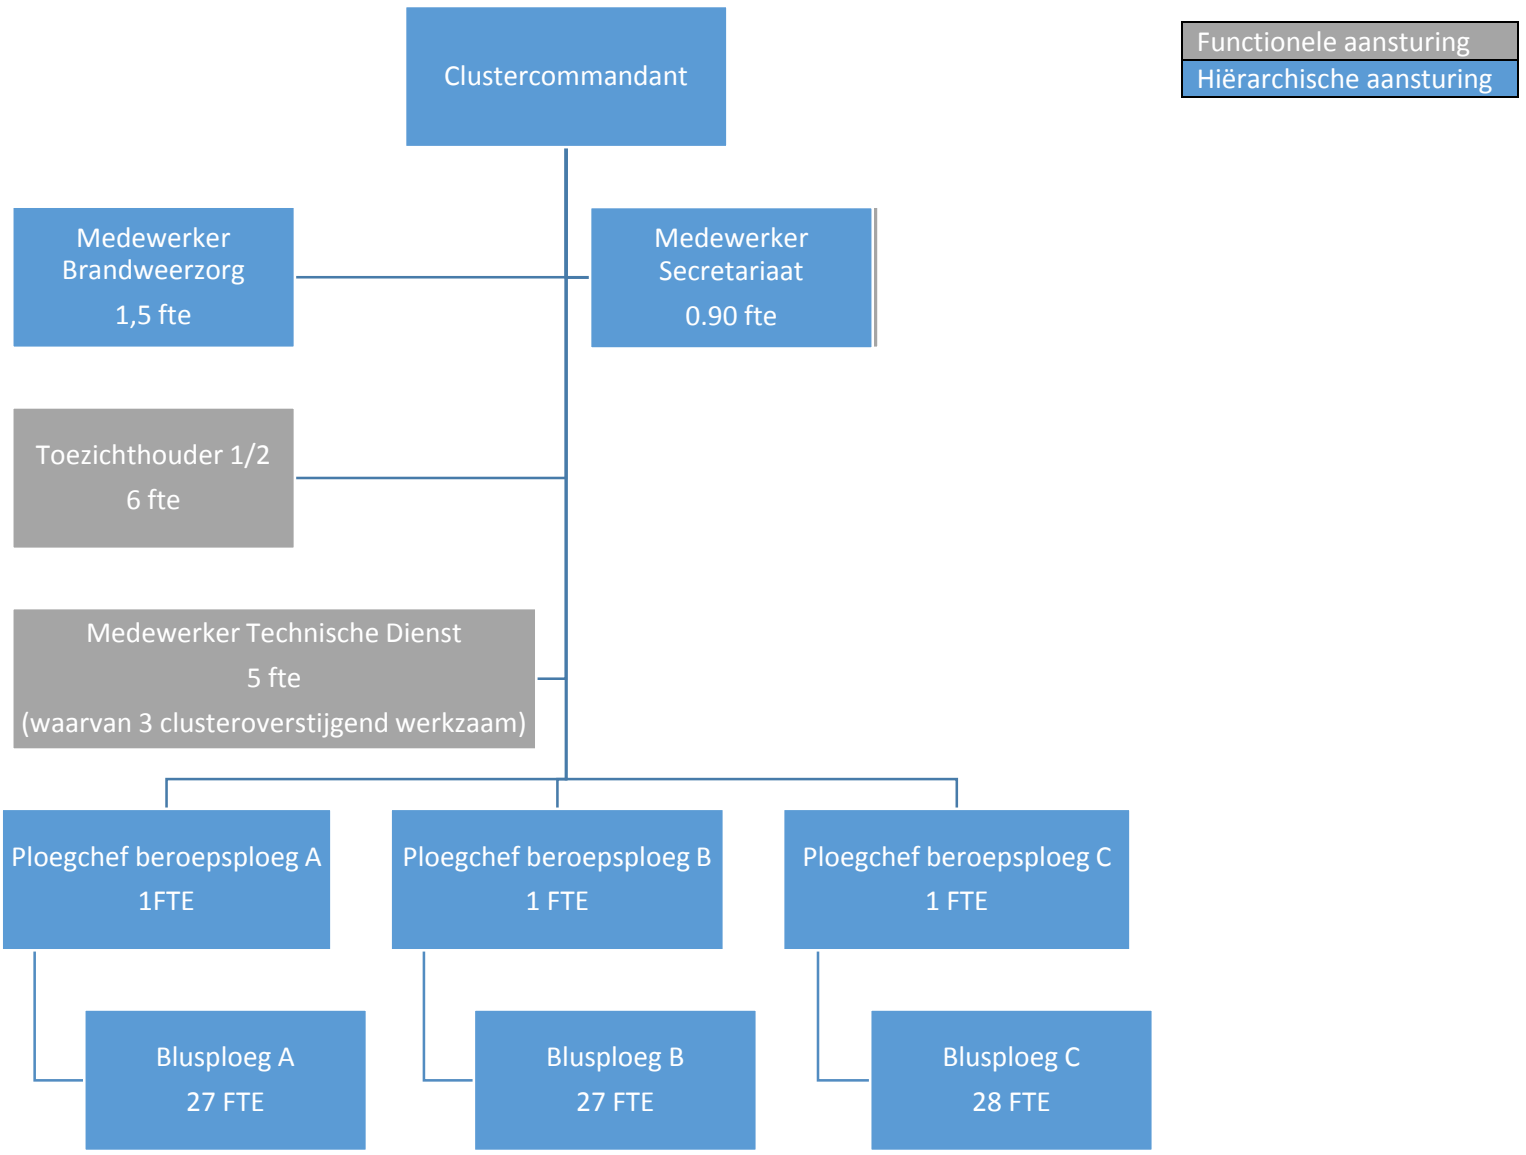 Clustercommandant
Functionele aansturing
Hiërarchische aansturing
Medewerker
Brandweerzorg
1,5 fte
Medewerker
Secretariaat
0.90 fte
Toezichthouder 1/2
6 fte
Medewerker Technische Dienst
5 fte
(waarvan 3 clusteroverstijgend werkzaam)
Ploegchef beroepsploeg A
1FTE
Ploegchef beroepsploeg B
1 FTE
Ploegchef beroepsploeg C
1 FTE
Blusploeg A
27 FTE
Blusploeg B
27 FTE
Blusploeg C
28 FTE